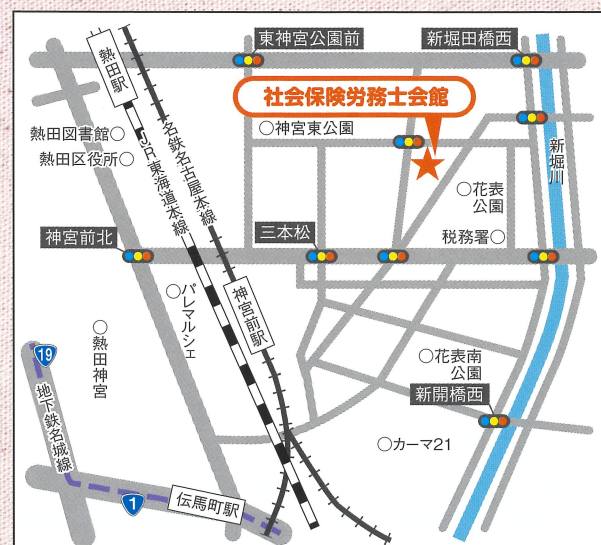 東神宮公園前
新堀田橋西
熱田駅
社会保険労務士会館
神宮東公園
熱田図書館
熱田区役所
JR東海道本線
名鉄名古屋本線
新堀川
花表
公園
税務署
神宮前北
三本松
パレマルシェ
神宮前駅
熱田神宮
花表南
公園
新開橋西
19
地下鉄名城線
カーマ21
1
伝馬町駅